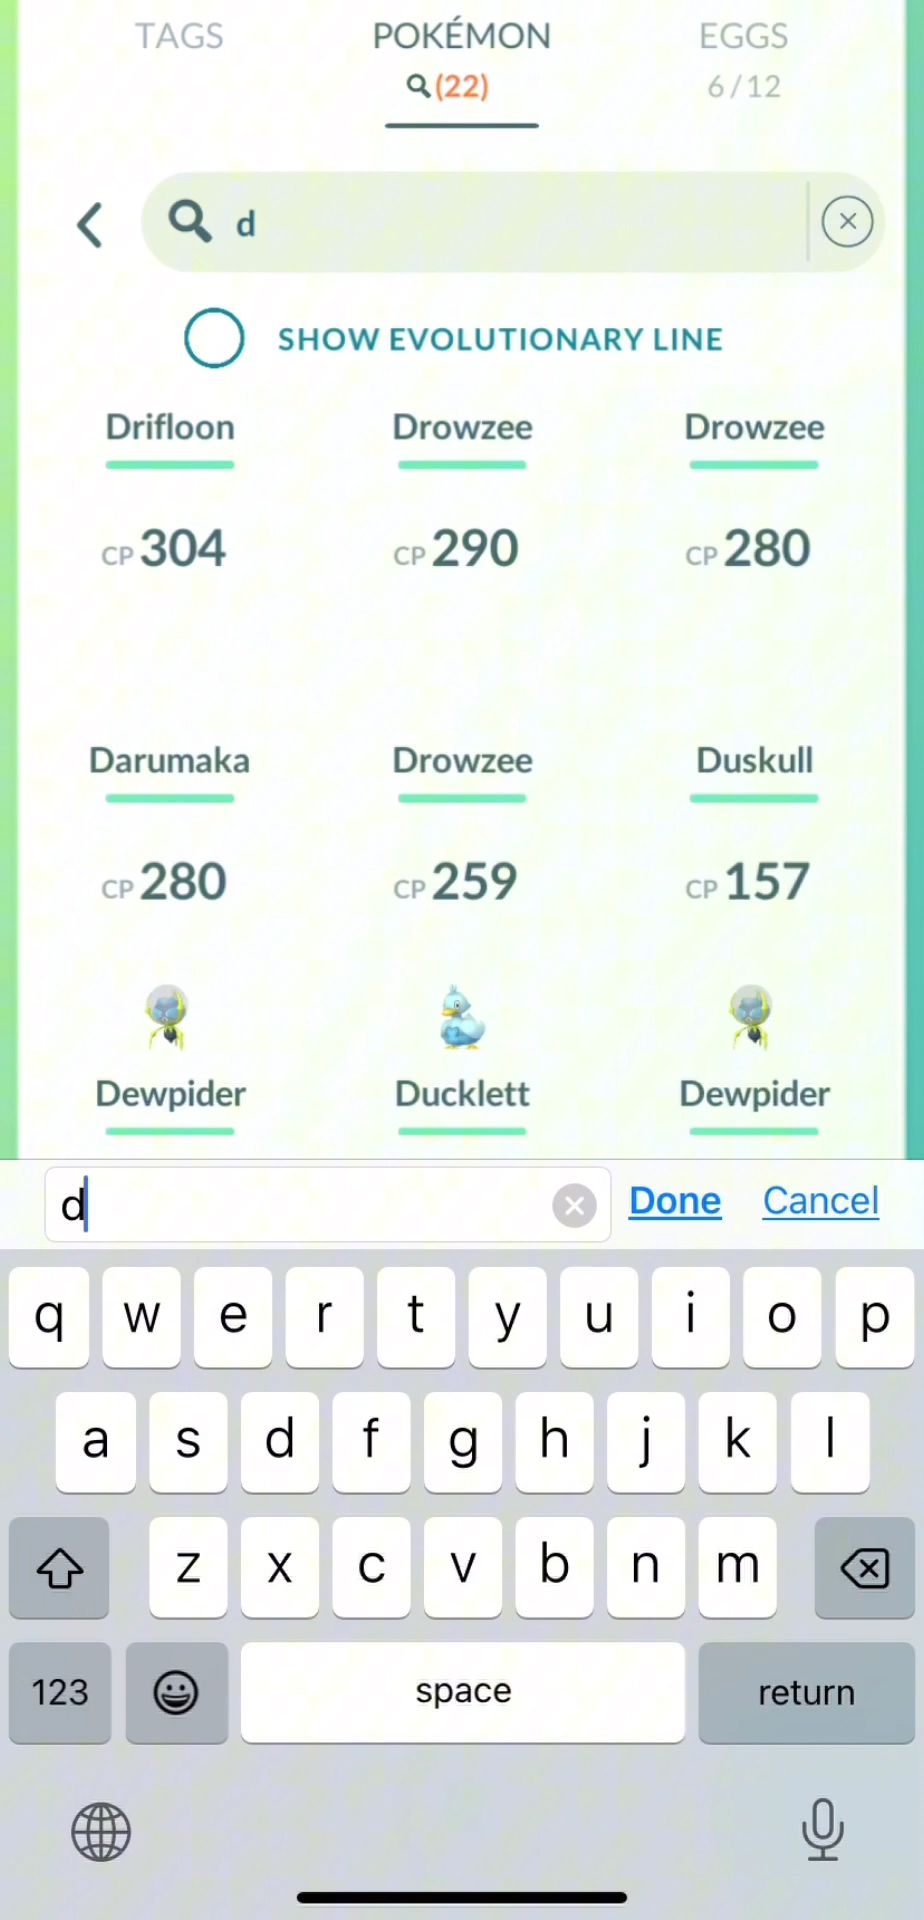 TAGS POKÉMON EGGS
(22) 6/12
d
SHOW EVOLUTIONARY LINE
Drifloon Drowzee Drowzee
CP 304 CP 290 CP 280
Darumaka Drowzee Duskull
CP 280 CP 259 CP 157
Dewpider Ducklett Dewpider
d Done Cancel
q w e r t y u i o p
a s d f g h j k l
z x c v b n m
123 space return